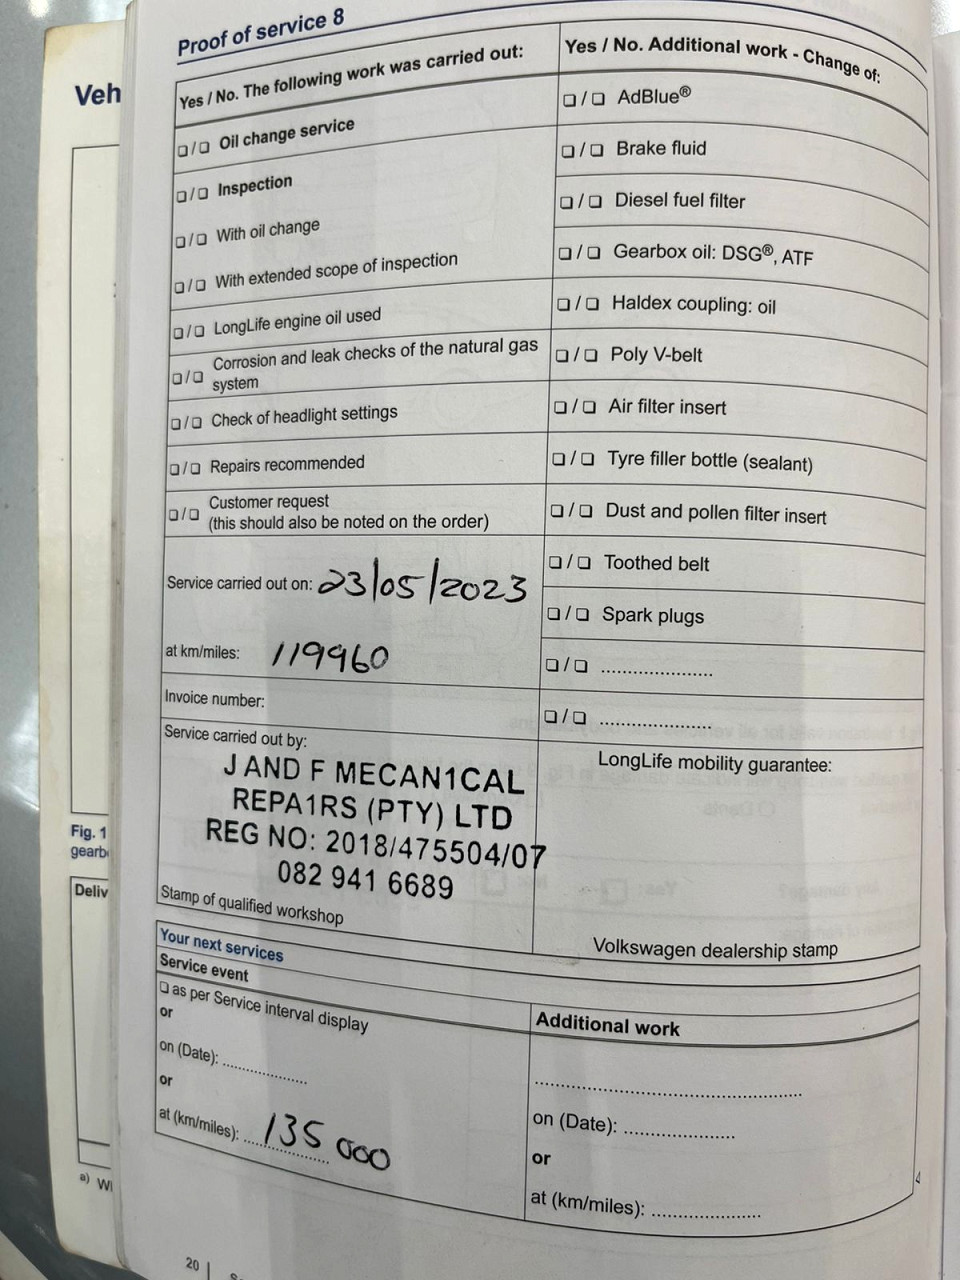 Veh
Proof of service 8
Yes / No. The following work was carried out:
❑/❑ Oil change service
❑/❑ Inspection
❑/❑ With oil change
❑/❑ With extended scope of inspection
❑/❑ LongLife engine oil used
❑/❑ Corrosion and leak checks of the natural gas
system
❑/❑ Check of headlight settings
❑/❑ Repairs recommended
❑/❑ Customer request
(this should also be noted on the order)
Service carried out on: 23/05/2023
at km/miles: 119960
Invoice number:
Service carried out by:
J AND F MECAN1CAL
REPA1RS (PTY) LTD
REG NO: 2018/475504/07
082 941 6689
Stamp of qualified workshop
Yes / No. Additional work - Change of:
❑/❑ AdBlue®
❑/❑ Brake fluid
❑/❑ Diesel fuel filter
❑/❑ Gearbox oil: DSG®, ATF
❑/❑ Haldex coupling: oil
❑/❑ Poly V-belt
❑/❑ Air filter insert
❑/❑ Tyre filler bottle (sealant)
❑/❑ Dust and pollen filter insert
❑/❑ Toothed belt
❑/❑ Spark plugs
❑/❑ ......................
❑/❑ ......................
LongLife mobility guarantee:
Volkswagen dealership stamp
Your next services
Service event
❑ as per Service interval display
or
on (Date): ................
or
at (km/miles): 135 000
Additional work
.....................................................
on (Date): ......................
or
at (km/miles): ......................
20
Fig. 1
gearb
Deliv
a) W